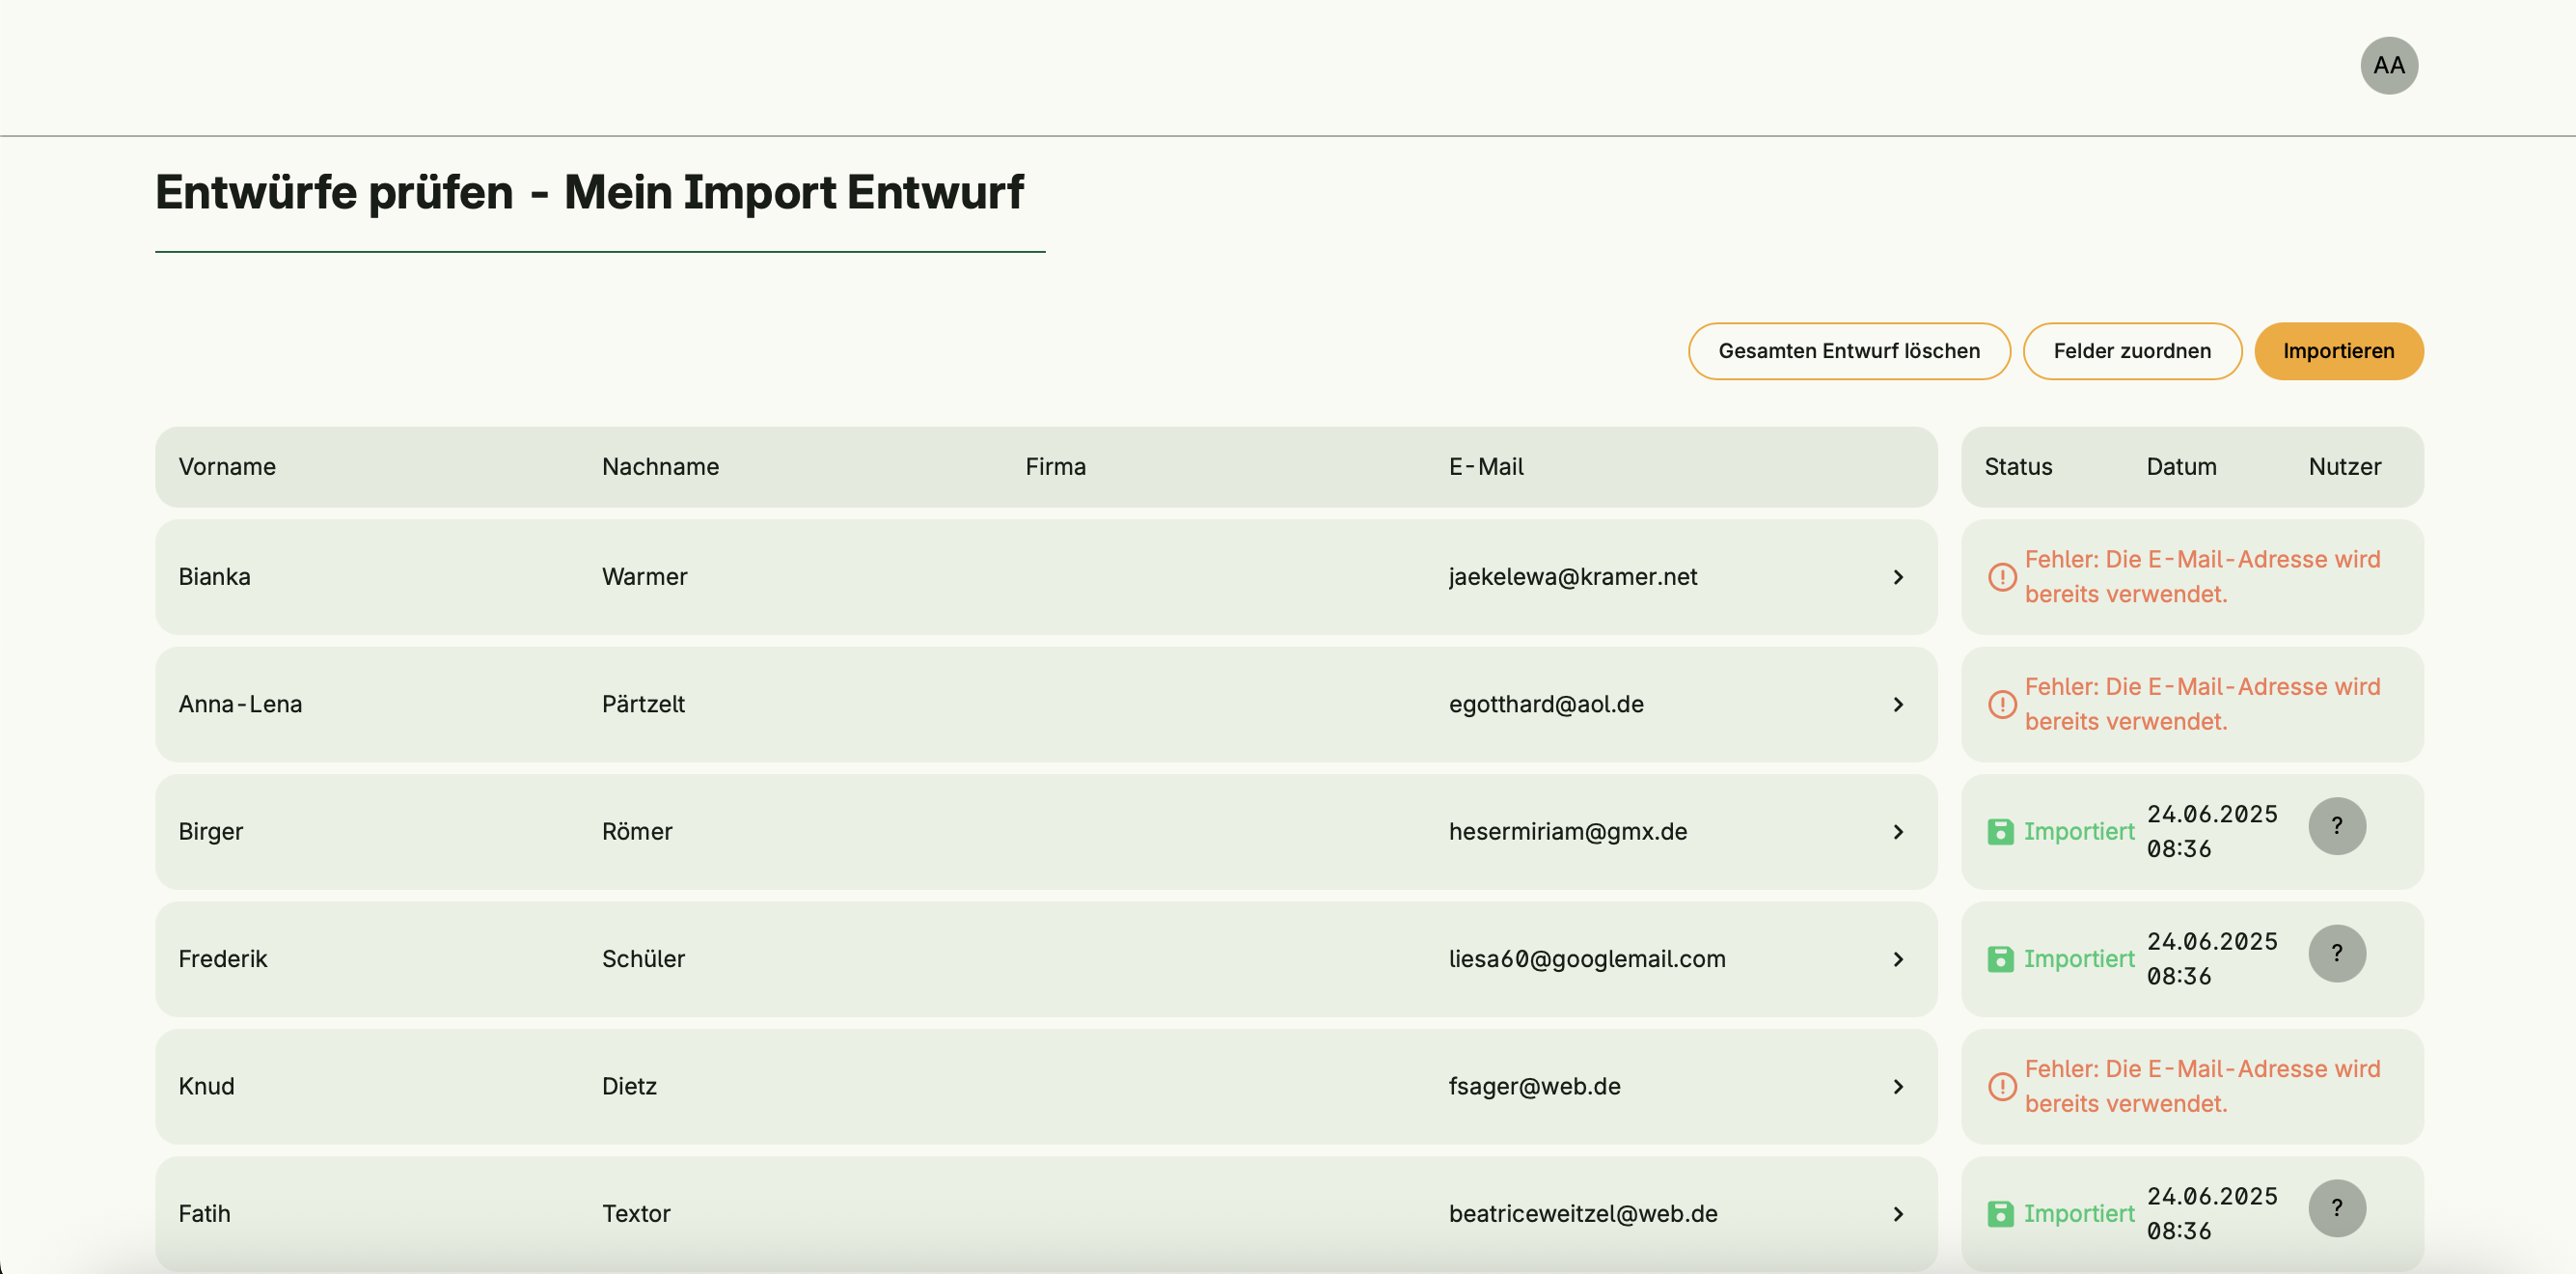 AA
Entwürfe prüfen - Mein Import Entwurf
Gesamten Entwurf löschen Felder zuordnen Importieren
Vorname Nachname Firma E-Mail Status Datum Nutzer
Bianka Warmer jaekelewa@kramer.net Fehler: Die E-Mail-Adresse wird
bereits verwendet.
Anna-Lena Pärtzelt egotthard@aol.de Fehler: Die E-Mail-Adresse wird
bereits verwendet.
Birger Römer hesermiriam@gmx.de Importiert 24.06.2025 ?
08:36
Frederik Schüler liesa60@googlemail.com Importiert 24.06.2025 ?
08:36
Knud Dietz fsager@web.de Fehler: Die E-Mail-Adresse wird
bereits verwendet.
Fatih Textor beatriceweitzel@web.de Importiert 24.06.2025 ?
08:36